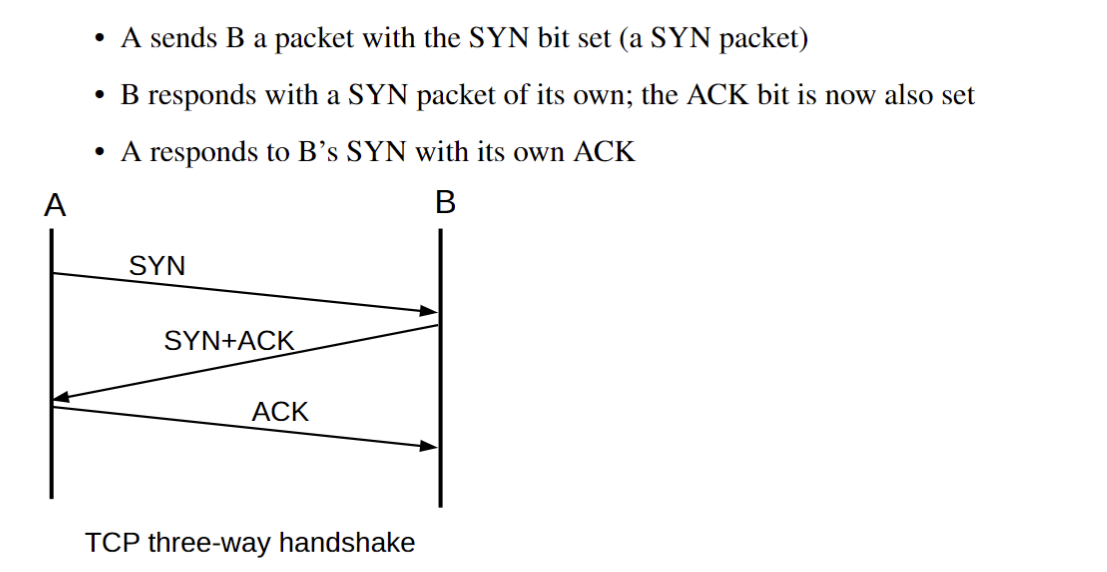 • A sends B a packet with the SYN bit set (a SYN packet)
• B responds with a SYN packet of its own; the ACK bit is now also set
• A responds to B’s SYN with its own ACK
A
B
SYN
SYN+ACK
ACK
TCP three-way handshake